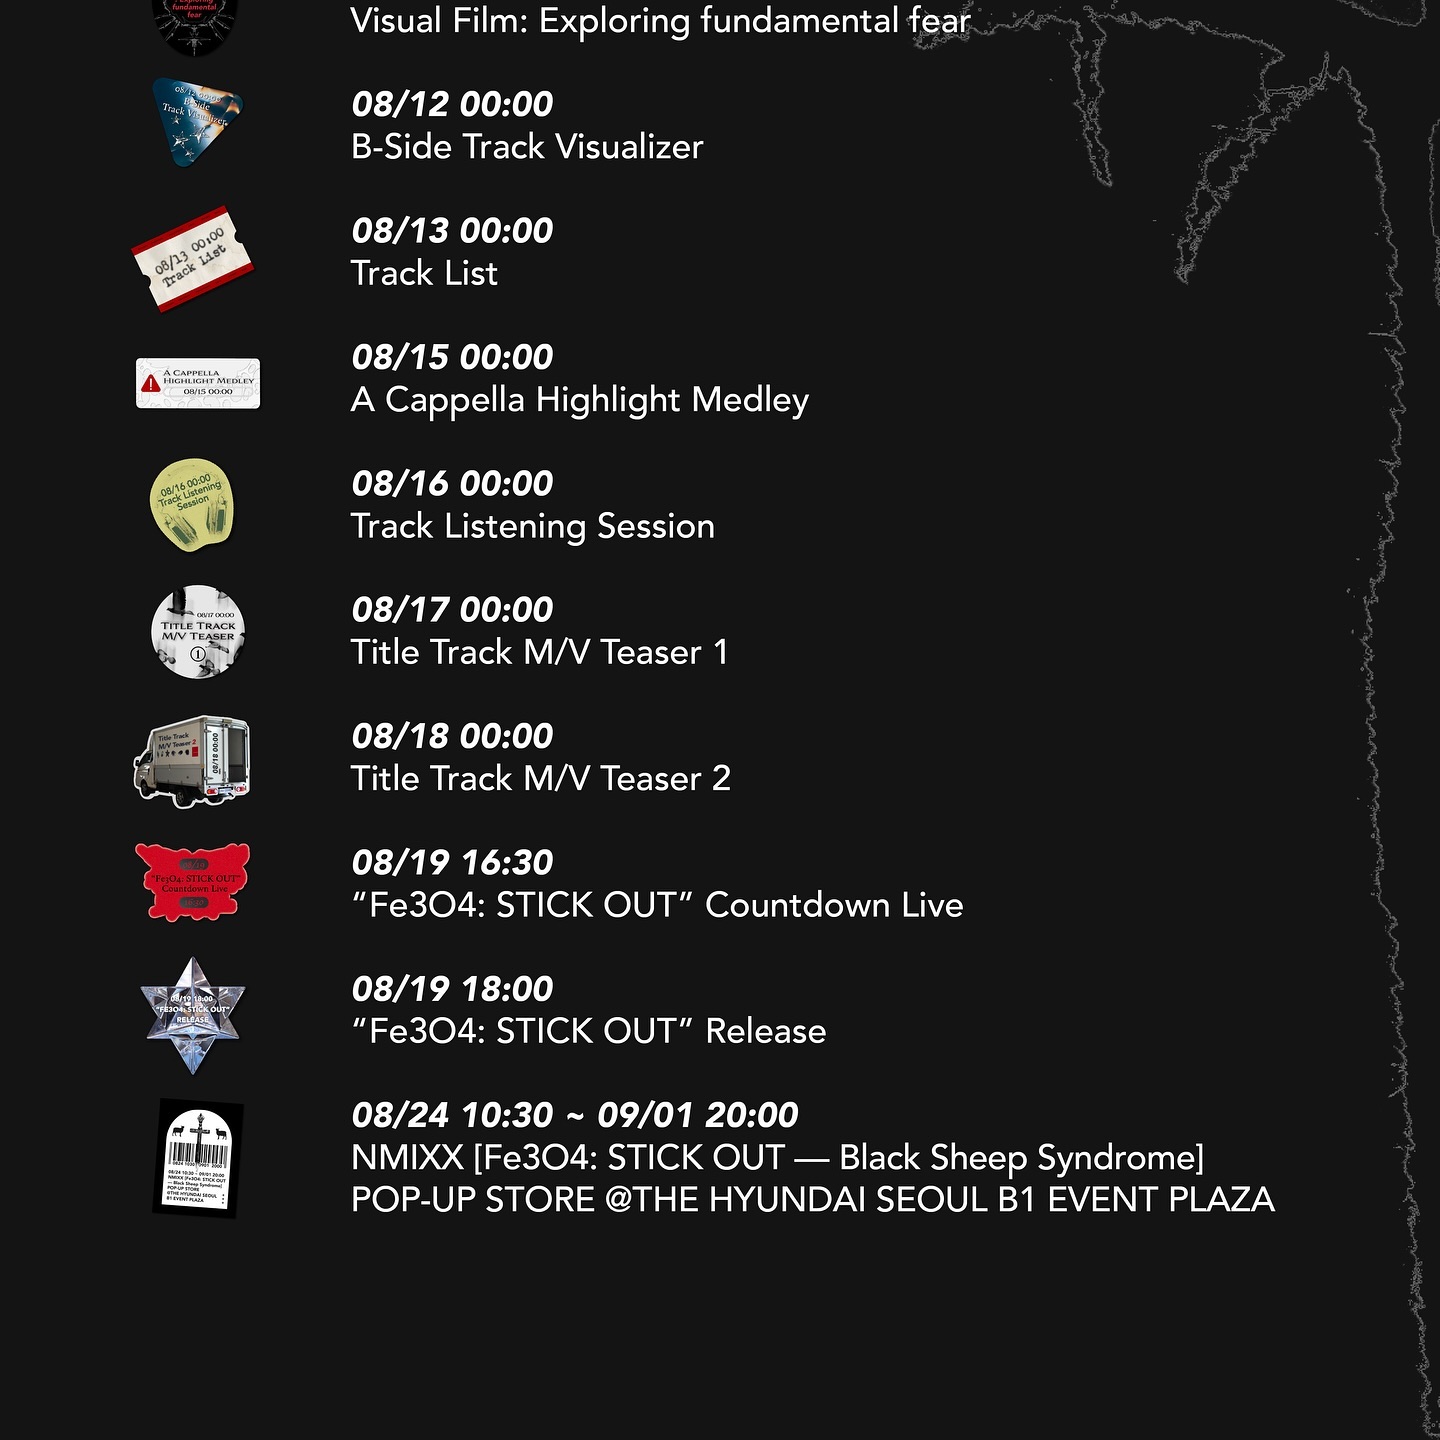 : Exploring
fundamental
fear
Visual Film: Exploring fundamental fear
08/12 00:00
B-Side
Track Visualizer
08/12 00:00
B-Side Track Visualizer
08/13 00:00
Track List
08/13 00:00
Track List
A CAPPELLA
HIGHLIGHT MEDLEY
08/15 00:00
08/15 00:00
A Cappella Highlight Medley
08/16 00:00
Track Listening
Session
08/16 00:00
Track Listening Session
08/17 00:00
TITLE TRACK
M/V TEASER
1
08/17 00:00
Title Track M/V Teaser 1
Title Track
M/V Teaser 2
08/18 00:00
08/18 00:00
Title Track M/V Teaser 2
08/19
"Fe3O4: STICK OUT"
Countdown Live
16:30
08/19 16:30
“Fe3O4: STICK OUT” Countdown Live
08/19 18:00
"FE3O4: STICK OUT"
RELEASE
08/19 18:00
“Fe3O4: STICK OUT” Release
0824 1030 0901 2000
08/24 10:30 ~ 09/01 20:00
NMIXX [Fe3O4: STICK OUT
— Black Sheep Syndrome]
POP-UP STORE
@THE HYUNDAI SEOUL
B1 EVENT PLAZA
08/24 10:30 ~ 09/01 20:00
NMIXX [Fe3O4: STICK OUT — Black Sheep Syndrome]
POP-UP STORE @THE HYUNDAI SEOUL B1 EVENT PLAZA